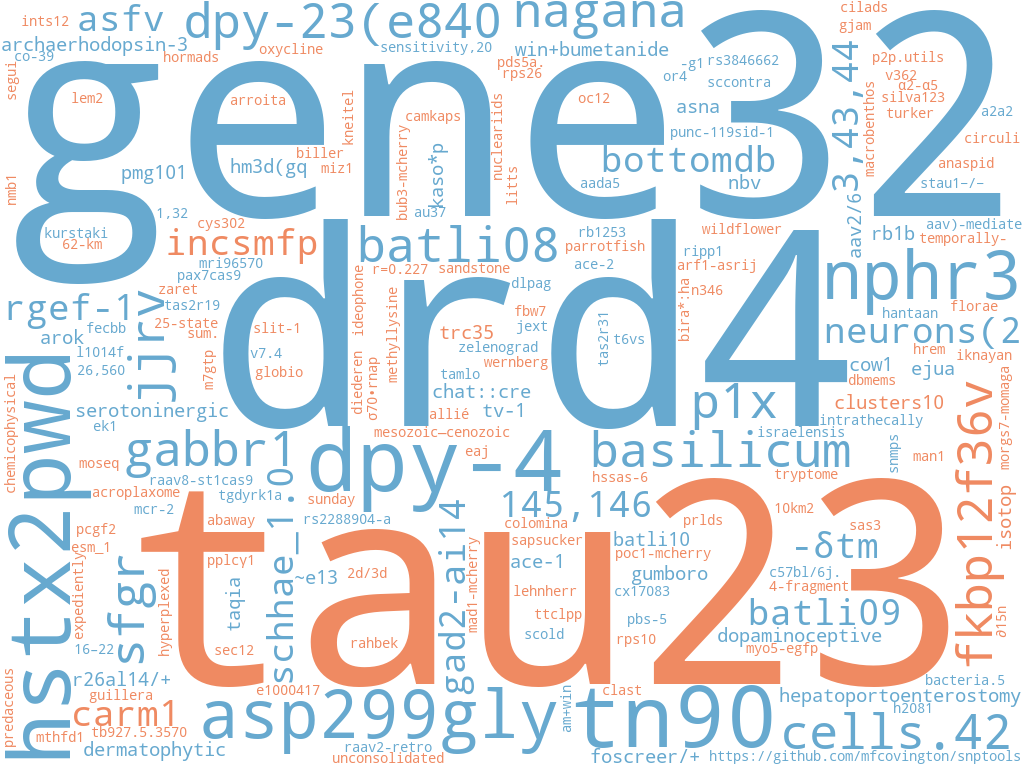 ints12
asfv
dpy-23(e840
nagana
cilads
gjam
archaerhodopsin-3
co-39
hormads
oxycline
sensitivity,20
win+bumetanide
pds5a.
rps26
-g1
rs3846662
or4
sccontra
p2p.utils
v362
α2-α5
silva123
turker
a2a2
segui
lem2
arroita
kneitel
camkaps
nucleariids
oc12
asna
punc-119sid-1
aav2/63,43,44
macrobenthos
circuli
anaspid
gene32
pmg101
hm3d(gq
biller
miz1
bub3-mcherry
kaso*p
litts
bottomdb
aada5
nbv
stau1−/−
nmb1
1,32
au37
cys302
kurstaki
62-km
incsmfp
batli08
rb1253
parrotfish
wildflower
rb1b
aav)-mediate
temporally-
mri96570
pax7cas9
zaret
tas2r19
r=0.227
sandstone
ace-2
ripp1
arf1-asrij
nphr3
rgef-1
jjrv
25-state
sum.
slit-1
ideophone
methyllysine
dlpag
fbw7
jext
bira*:ha
n346
hantaan
florae
fecbb
arok
drd4
trc35
zelenograd
wernberg
tas2r31
t6vs
neurons(2
l1014f
26,560
m7gtp
v7.4
globio
diederen
σ70•rnap
tamlo
chat::cre
cow1
dbmems
ejua
hrem
iknayan
hstx2pwd
chemicophysical
serotoninergic
ek1
allié
tv-1
p1x
clusters10
intrathecally
morgs7-momaga
mesozoic–cenozoic
israelensis
gabbr1
dpy-4
eaj
basilicum
snmps
man1
fkbp12f36v
moseq
raav8-st1cas9
acroplaxome
mcr-2
tgdyrk1a
schhae_1.0
sunday
hssas-6
tryptome
isotop
pcgf2
esm_1
abaway
rs2288904-a
gad2-ai14
145,146
colomina
sapsucker
batli10
prlds
10km2
sas3
tau23
expediently
sfgr
hyperplexed
pplcy1
taqia
~e13
2d/3d
mad1-mcherry
ace-1
poc1-mcherry
gumboro
-δtm
c57bl/6j.
4-fragment
lehnherr
cx17083
ttclpp
pbs-5
batli09
∂15n
16–22
sec12
rahbek
scold
rps10
dopaminoceptive
myo5-egfp
predaceous
r26al14/+
guillera
e1000417
clast
bacteria.5
hepatoportoenterostomy
h2081
carm1
mthfd1
tb927.5.3570
dermatophytic
asp299gly
am+win
tn90
cells.42
raav2-retro
unconsolidated
foscreer/+
https://github.com/mfcovington/snptools